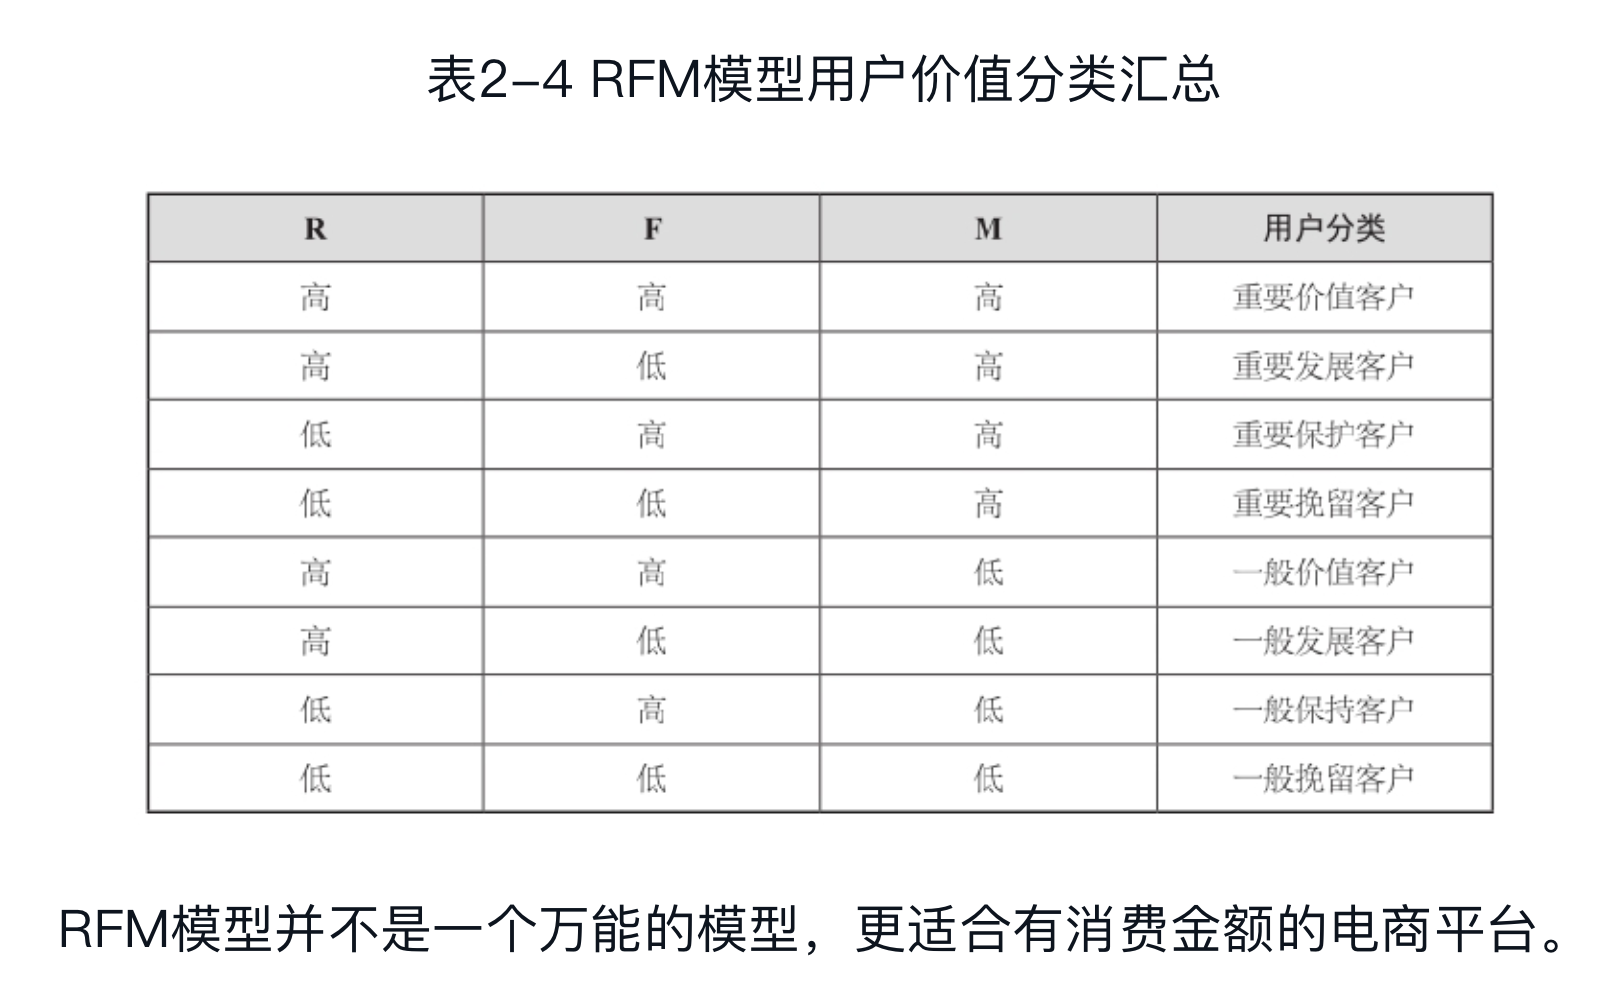 表2-4 RFM模型用户价值分类汇总
R F M 用户分类
高 高 高 重要价值客户
高 低 高 重要发展客户
低 高 高 重要保护客户
低 低 高 重要挽留客户
高 高 低 一般价值客户
高 低 低 一般发展客户
低 高 低 一般保持客户
低 低 低 一般挽留客户
RFM模型并不是一个万能的模型，更适合有消费金额的电商平台。